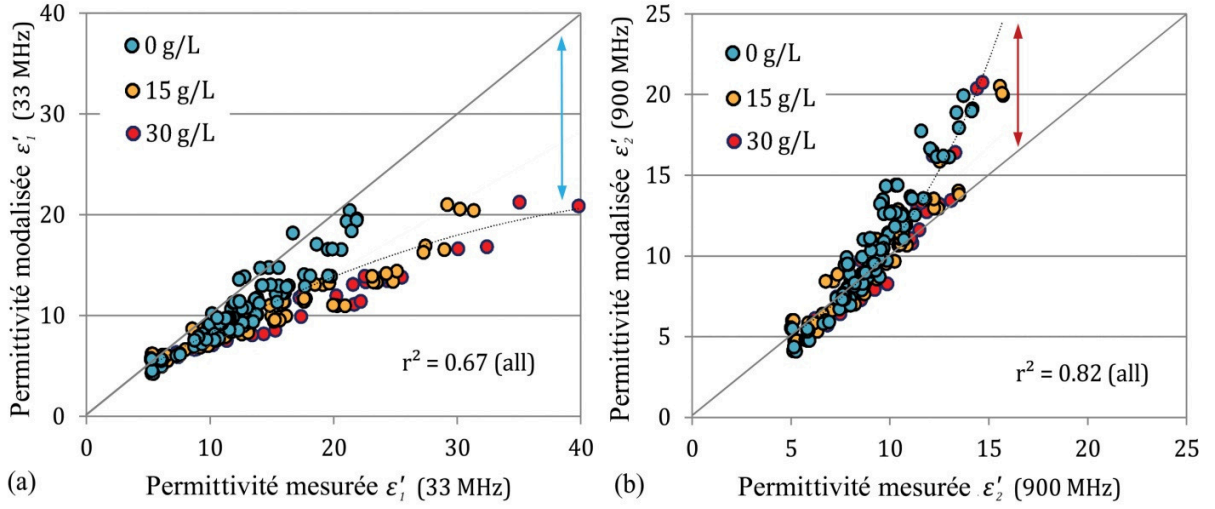 Permittivité modalisée ε′₁ (33 MHz)
40
30
20
10
0
0 g/L
15 g/L
30 g/L
r² = 0.67 (all)
0
10
20
30
40
(a)
Permittivité mesurée ε′₁ (33 MHz)
Permittivité modalisée ε′₂ (900 MHz)
25
20
15
10
5
0
0 g/L
15 g/L
30 g/L
r² = 0.82 (all)
0
5
10
15
20
25
(b)
Permittivité mesurée ε′₂ (900 MHz)